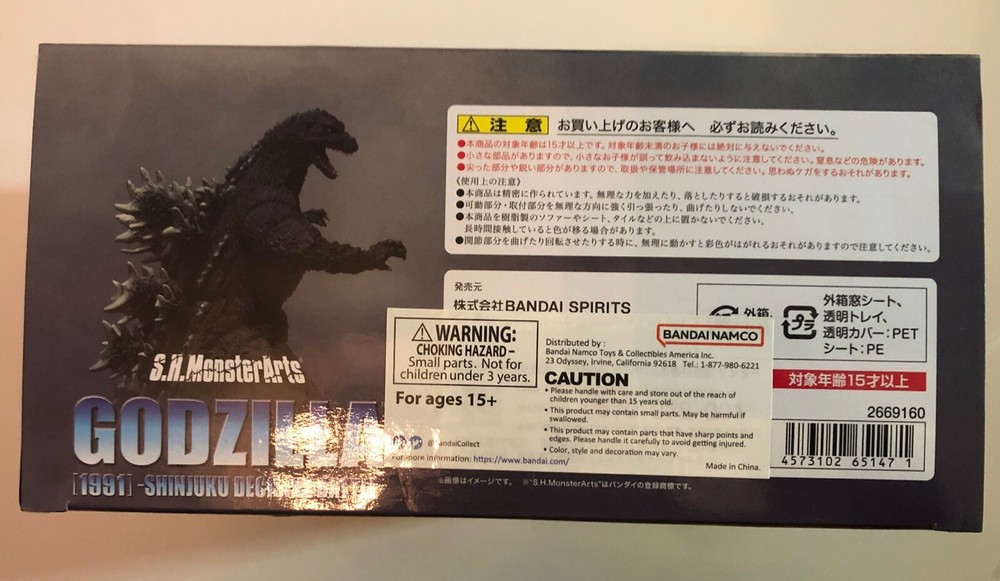 注意 お買い上げのお客様へ 必ずお読みください。
●本商品の対象年齢は15才以上です。対象年齢未満のお子様には絶対に与えないでください。
●小さな部品がありますので、小さなお子様が誤って飲み込まないように注意してください。窒息などの危険があります。
●尖った部分や鋭い部分がありますので、取扱や保管場所に注意してください。思わぬケガをするおそれがあります。
《使用上の注意》
●本商品は精密に作られています。無理な力を加えたり、落としたりすると破損するおそれがあります。
●可動部分・取付部分を無理な方向に強く引っ張ったり、曲げたりしないでください。
●本商品を樹脂製のソファーやシート、タイルなどの上に置かないでください。
長時間接触していると色が移る場合があります。
●関節部分を曲げたり回転させたりする時に、無理に動かすと彩色がはがれるおそれがありますので注意してください。
発売元
株式会社BANDAI SPIRITS
外箱
プラ
外箱窓シート、
透明トレイ、
透明カバー:PET
シート:PE
対象年齢15才以上
2669160
4573102 65147 1
WARNING:
CHOKING HAZARD–
Small parts. Not for
children under 3 years.
For ages 15+
@BandaiCollect
For more information: https://www.bandai.com/
BANDAI NAMCO
Distributed by :
Bandai Namco Toys & Collectibles America Inc.
23 Odyssey, Irvine, California 92618 Tel.: 1-877-980-6221
CAUTION
• Please handle with care and store out of the reach of
children younger than 15 years old.
• This product may contain small parts. May be harmful if
swallowed.
• This product may contain parts that have sharp points and
edges. Please handle it carefully to avoid getting injured.
• Color, style and decoration may vary.
Made in China.
S.H.MonsterArts
GODZILLA
[1991] -SHINJUKU
※画像はイメージです。 ※"S.H.MonsterArts"はバンダイの登録商標です。